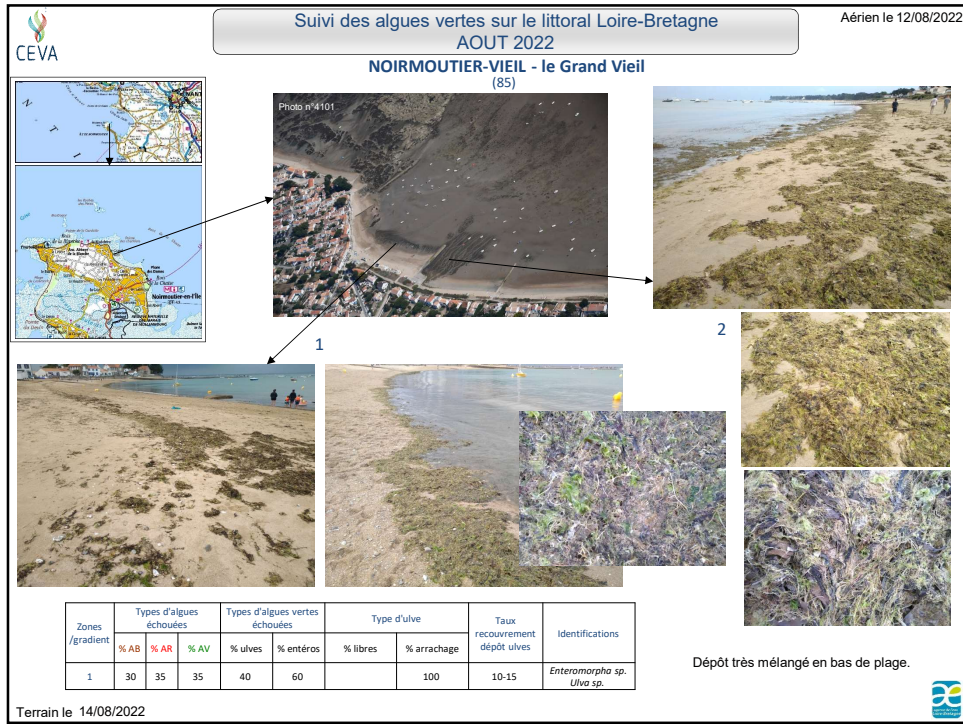 CEVA
Suivi des algues vertes sur le littoral Loire-Bretagne
AOUT 2022
Aérien le 12/08/2022
NOIRMOUTIER-VIEIL - le Grand Vieil
(85)
Photo n°4101
Noirmoutier-en-l'Île
1
2
Zones /gradient
Types d'algues échouées
Types d'algues vertes échouées
Type d'ulve
Taux recouvrement dépôt ulves
Identifications
% AB % AR % AV % ulves % entéros % libres % arrachage
1 30 35 35 40 60 100 10-15 Enteromorpha sp. Ulva sp.
Dépôt très mélangé en bas de plage.
Terrain le 14/08/2022